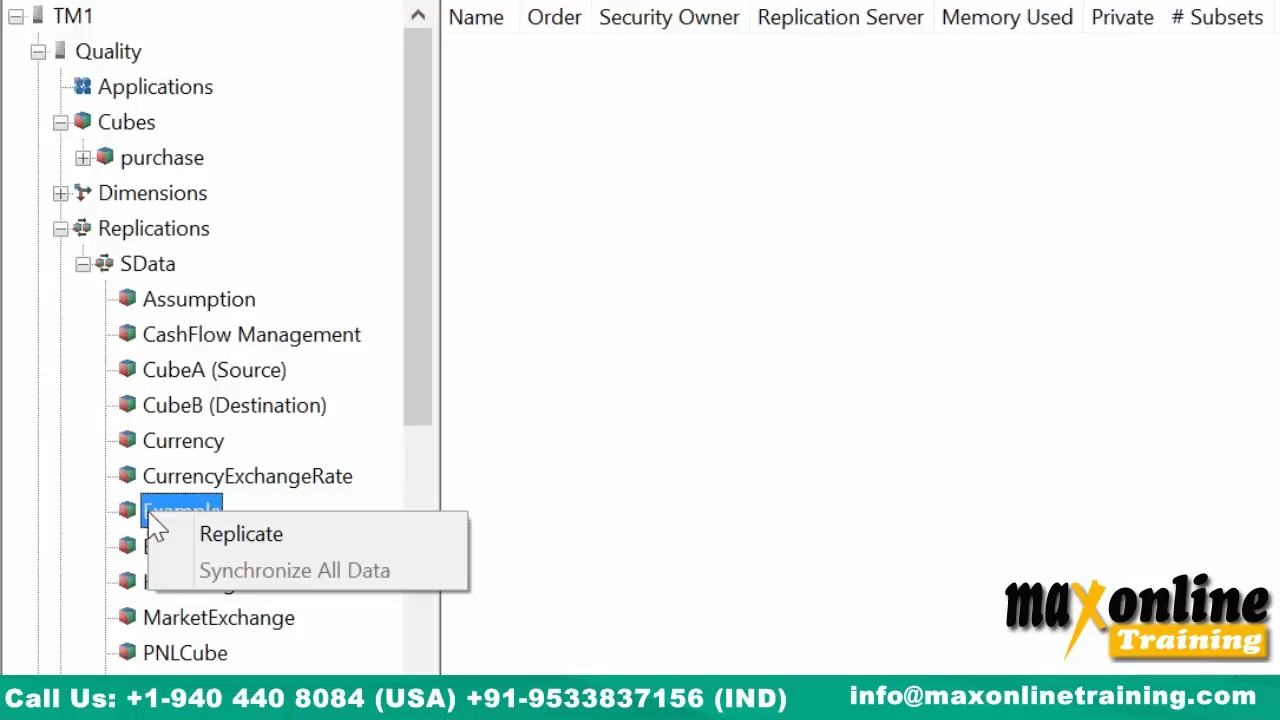 TM1
Name Order Security Owner Replication Server Memory Used Private # Subsets
Quality
Applications
Cubes
purchase
Dimensions
Replications
SData
Assumption
CashFlow Management
CubeA (Source)
CubeB (Destination)
Currency
CurrencyExchangeRate
Example
Replicate
Synchronize All Data
MarketExchange
PNLCube
maxonline
Training
Call Us: +1-940 440 8084 (USA) +91-9533837156 (IND) info@maxonlinetraining.com